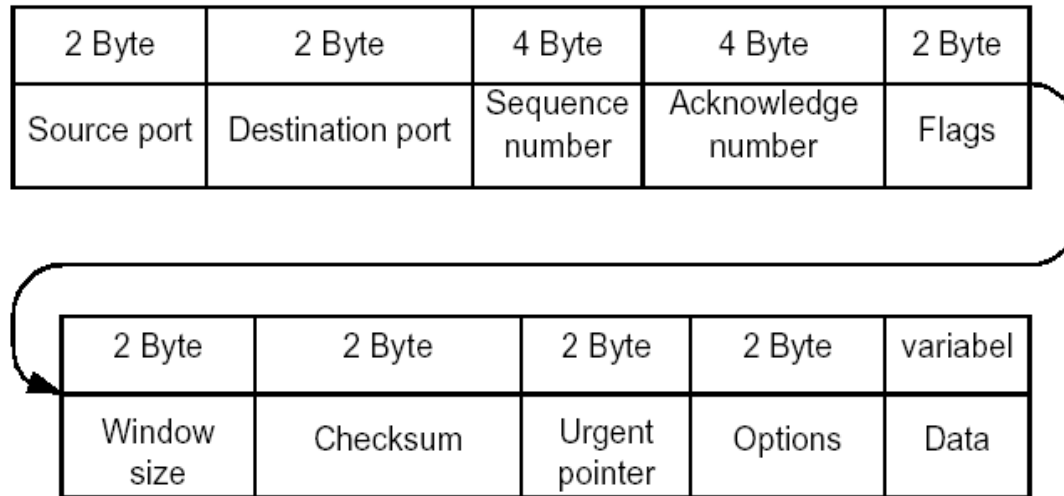 2 Byte 2 Byte 4 Byte 4 Byte 2 Byte
Source port Destination port Sequence number Acknowledge number Flags
2 Byte 2 Byte 2 Byte 2 Byte variabel
Window size Checksum Urgent pointer Options Data